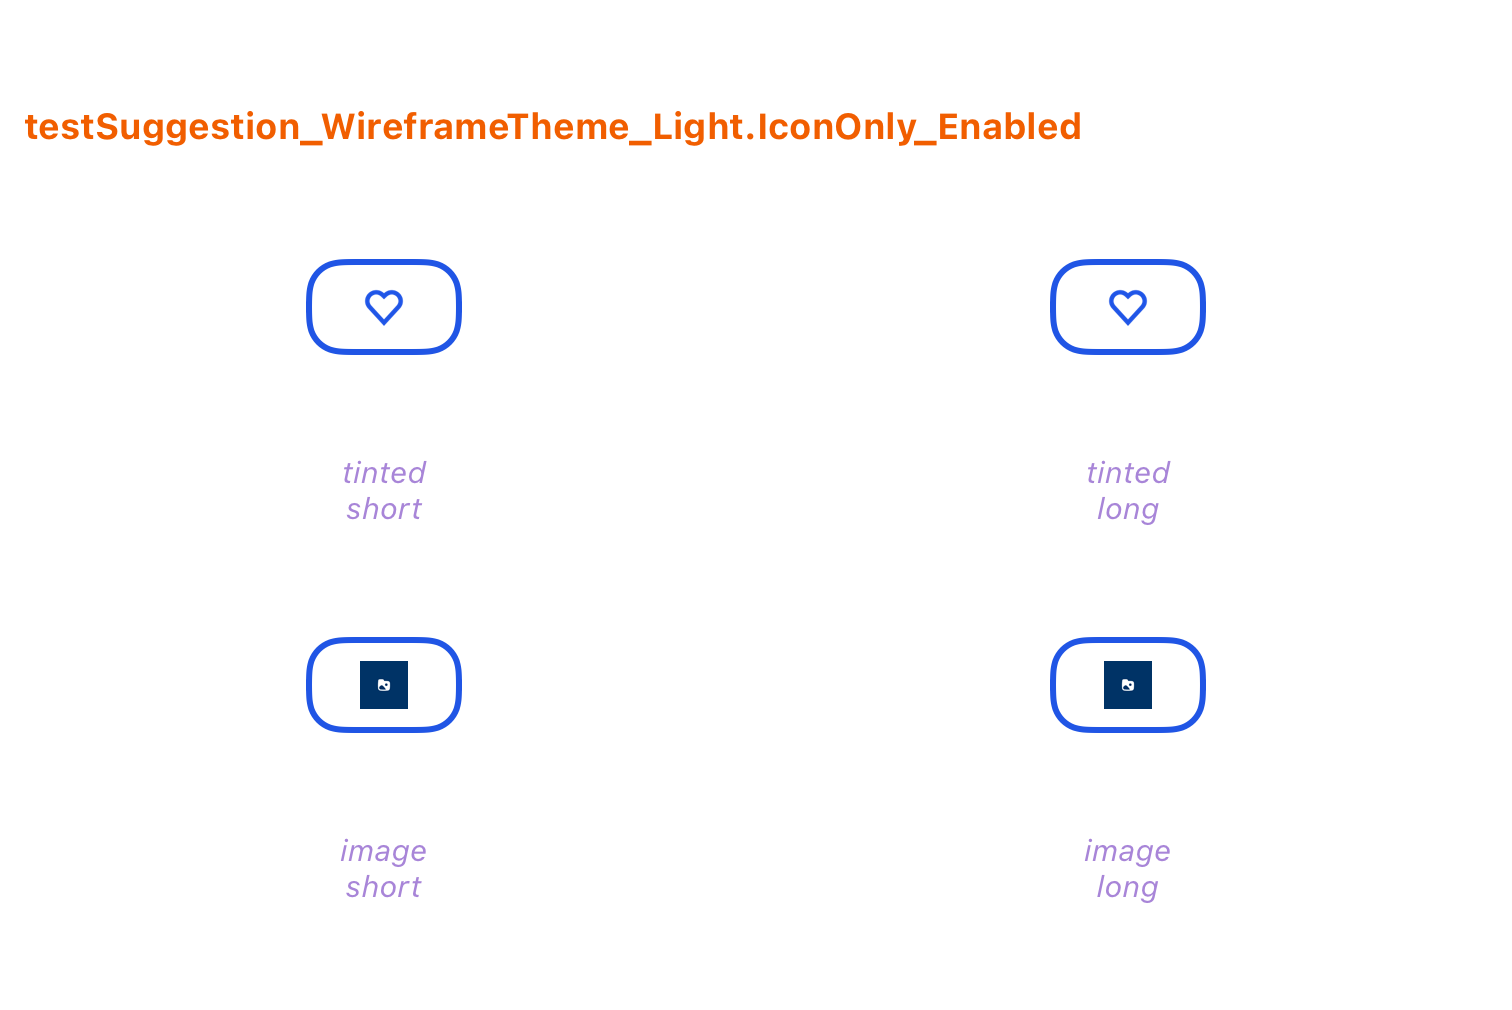 testSuggestion_WireframeTheme_Light.IconOnly_Enabled
tinted
short
tinted
long
image
short
image
long